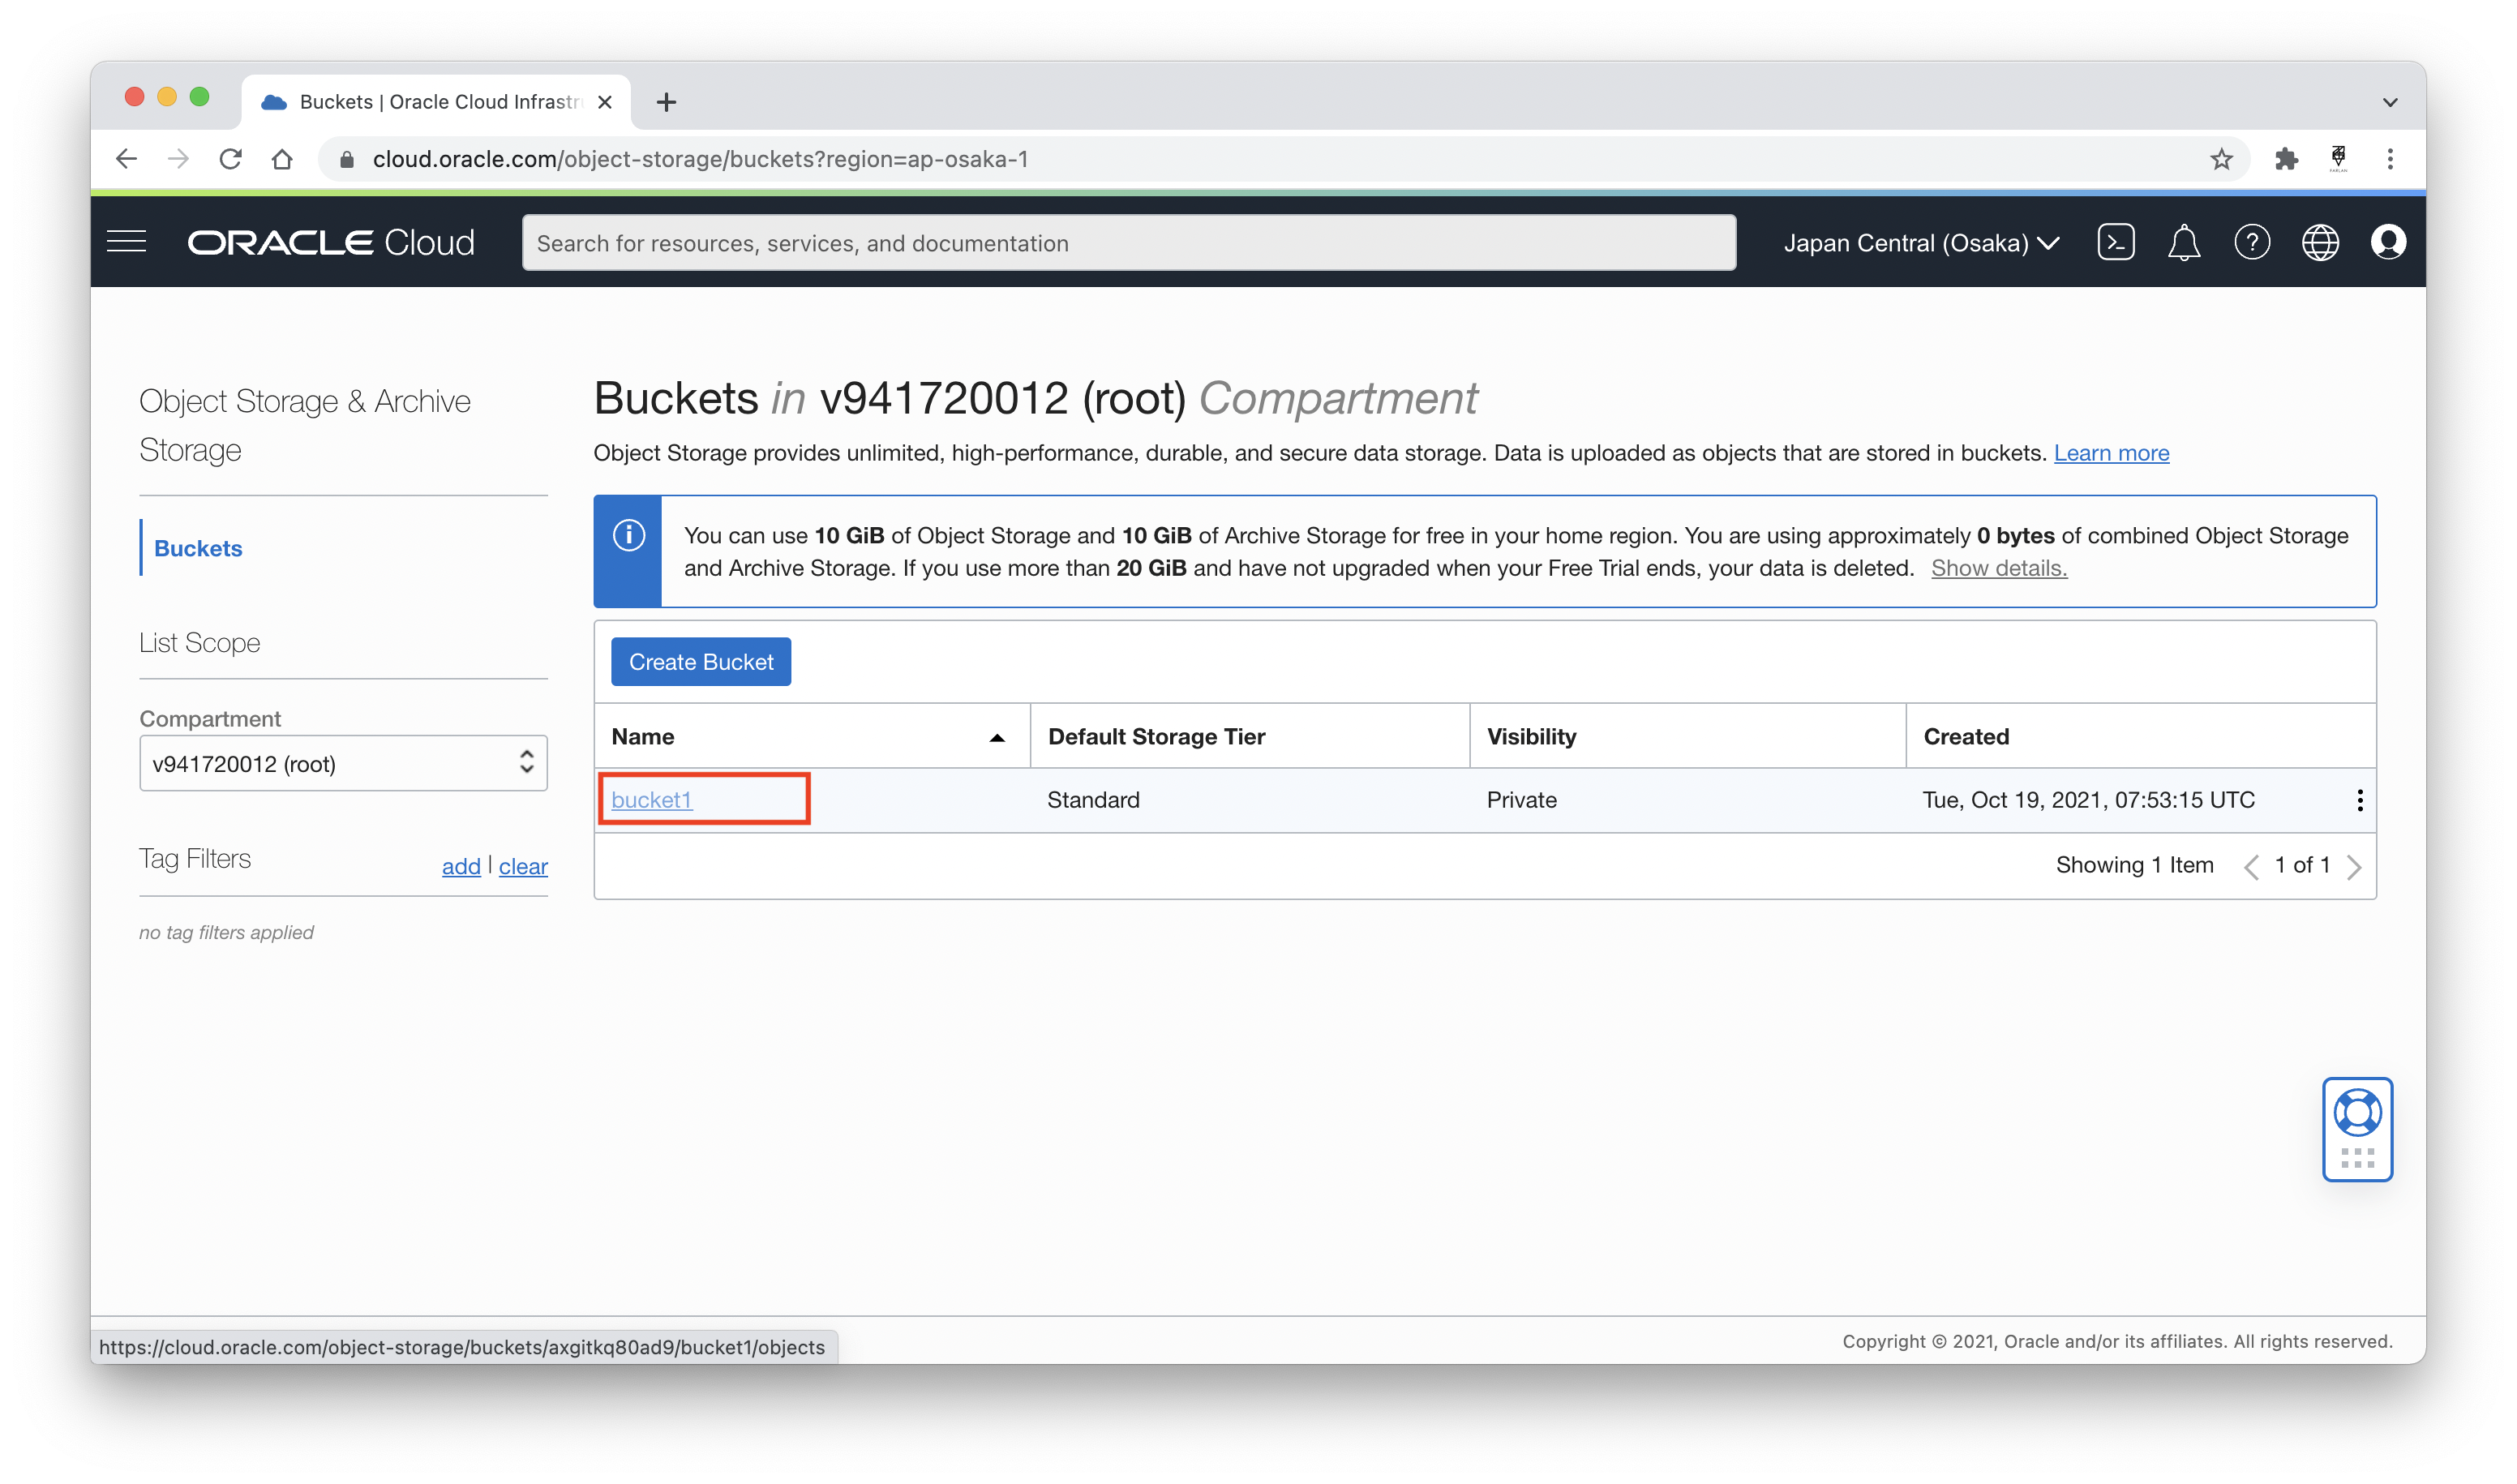 Buckets | Oracle Cloud Infrastr
cloud.oracle.com/object-storage/buckets?region=ap-osaka-1
ORACLE Cloud
Search for resources, services, and documentation
Japan Central (Osaka)
Object Storage & Archive
Storage
Buckets
List Scope
Compartment
v941720012 (root)
Tag Filters
add | clear
no tag filters applied
Buckets in v941720012 (root) Compartment
Object Storage provides unlimited, high-performance, durable, and secure data storage. Data is uploaded as objects that are stored in buckets. Learn more
You can use 10 GiB of Object Storage and 10 GiB of Archive Storage for free in your home region. You are using approximately 0 bytes of combined Object Storage
and Archive Storage. If you use more than 20 GiB and have not upgraded when your Free Trial ends, your data is deleted. Show details.
Create Bucket
Name Default Storage Tier Visibility Created
bucket1 Standard Private Tue, Oct 19, 2021, 07:53:15 UTC
Showing 1 Item 1 of 1
https://cloud.oracle.com/object-storage/buckets/axgitkq80ad9/bucket1/objects
Copyright © 2021, Oracle and/or its affiliates. All rights reserved.